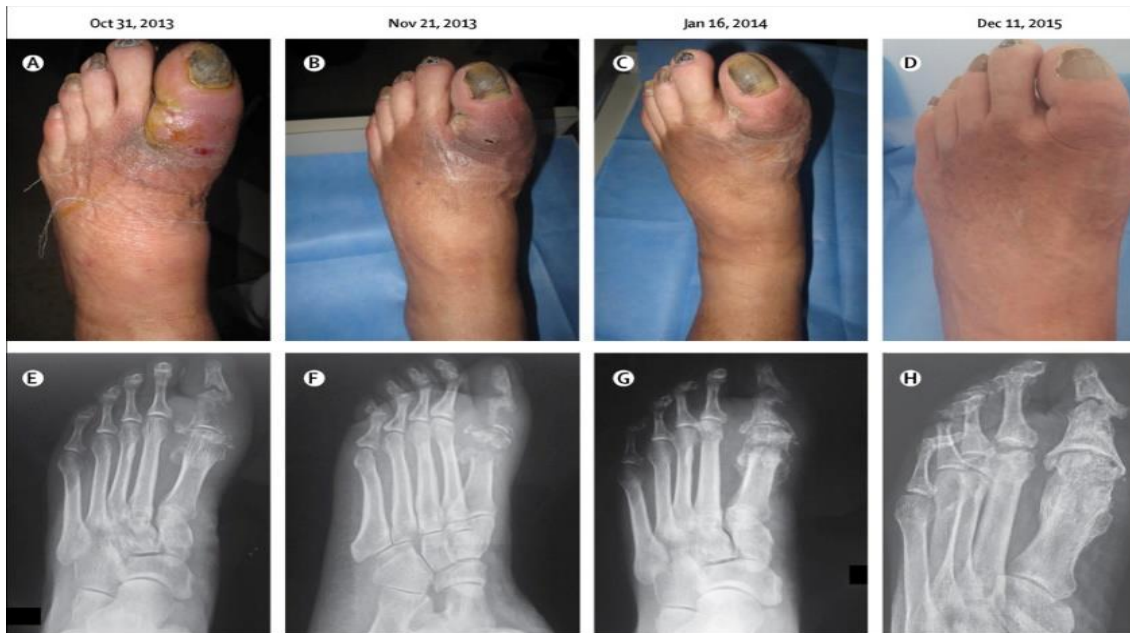 Oct 31, 2013
Nov 21, 2013
Jan 16, 2014
Dec 11, 2015
A
B
C
D
E
F
G
H